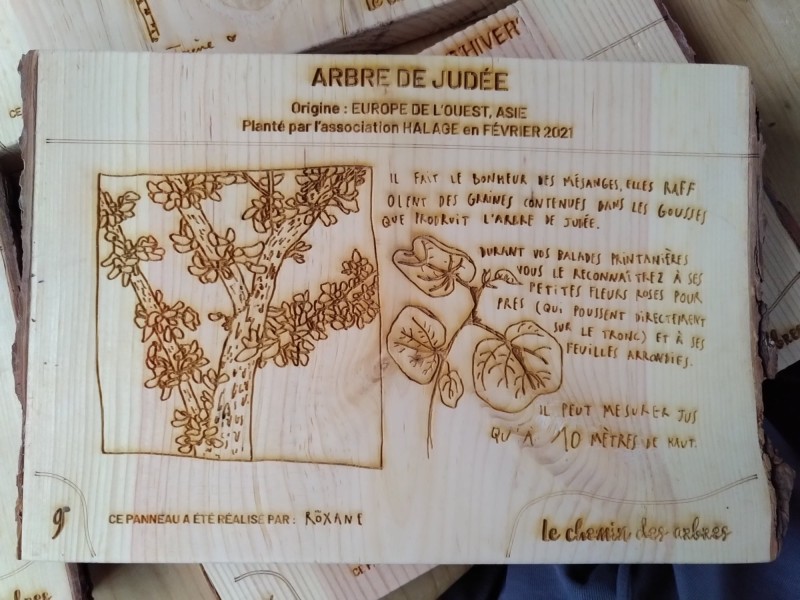 L'HIVER
ARBRE DE JUDÉE
Origine : EUROPE DE L'OUEST, ASIE
Planté par l'association HALAGE en FÉVRIER 2021
IL FAIT LE BONHEUR DES MÉSANGES, ELLES RAFF
OLENT DES GRAINES CONTENUES DANS LES GOUSSES
QUE PRODRUIT L'ARBRE DE JUDÉE.
DURANT VOS BALADES PRINTANIÈRES
VOUS LE RECONNAÎTREZ À SES
PETITES FLEURS ROSES POUR
PRES (QUI POUSSENT DIRECTEMENT
SUR LE TRONC) ET À SES
FEUILLES ARRONDIES.
IL PEUT MESURER JUS
QU'À 10 MÈTRES DE HAUT.
CE PANNEAU A ÉTÉ RÉALISÉ PAR : RÖXANE
le chemin des arbres